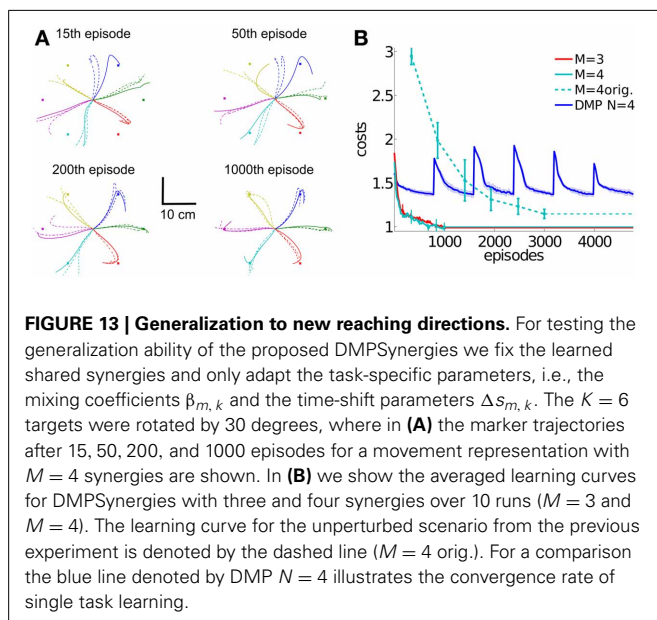 A
15th episode
50th episode
200th episode
1000th episode
10 cm
B
3
2.5
2
1.5
1
costs
1000
2000
3000
4000
episodes
M=3
M=4
M=4orig.
DMP N=4
FIGURE 13 | Generalization to new reaching directions. For testing the
generalization ability of the proposed DMPSynergies we fix the learned
shared synergies and only adapt the task-specific parameters, i.e., the
mixing coefficients βm, k and the time-shift parameters Δsm, k. The K = 6
targets were rotated by 30 degrees, where in (A) the marker trajectories
after 15, 50, 200, and 1000 episodes for a movement representation with
M = 4 synergies are shown. In (B) we show the averaged learning curves
for DMPSynergies with three and four synergies over 10 runs (M = 3 and
M = 4). The learning curve for the unperturbed scenario from the previous
experiment is denoted by the dashed line (M = 4 orig.). For a comparison
the blue line denoted by DMP N = 4 illustrates the convergence rate of
single task learning.